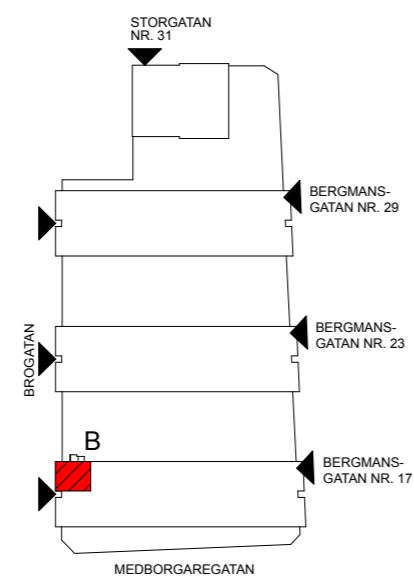 STORGATAN
NR. 31
BERGMANS-
GATAN NR. 29
BERGMANS-
GATAN NR. 23
BROGATAN
B
BERGMANS-
GATAN NR. 17
MEDBORGAREGATAN